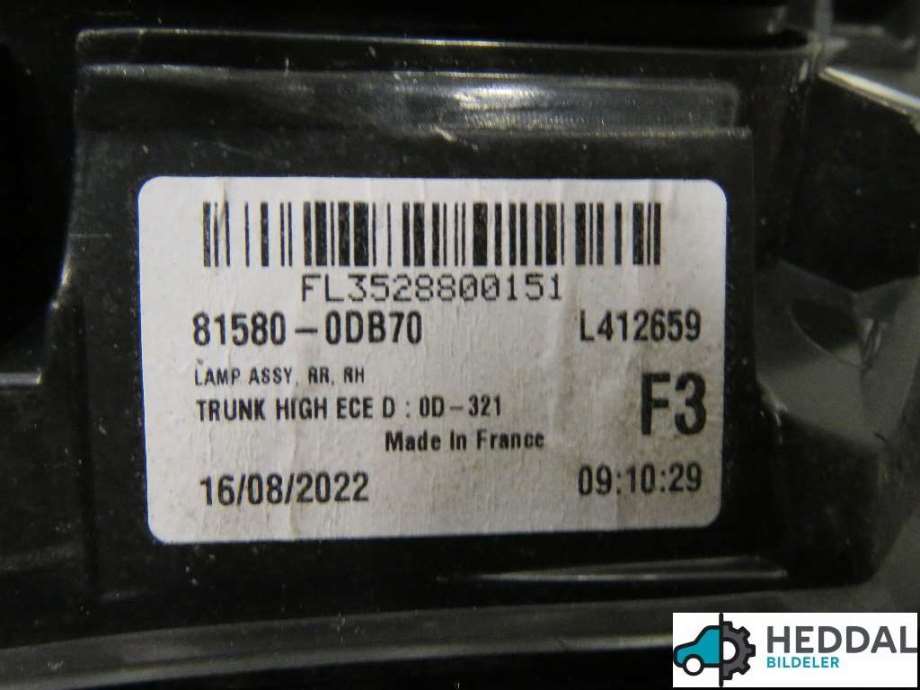 FL3528800151
81580-0DB70 L412659
LAMP ASSY, RR, RH
TRUNK HIGH ECE D : 0D-321 F3
Made In France
16/08/2022 09:10:29
HEDDAL
BILDELER